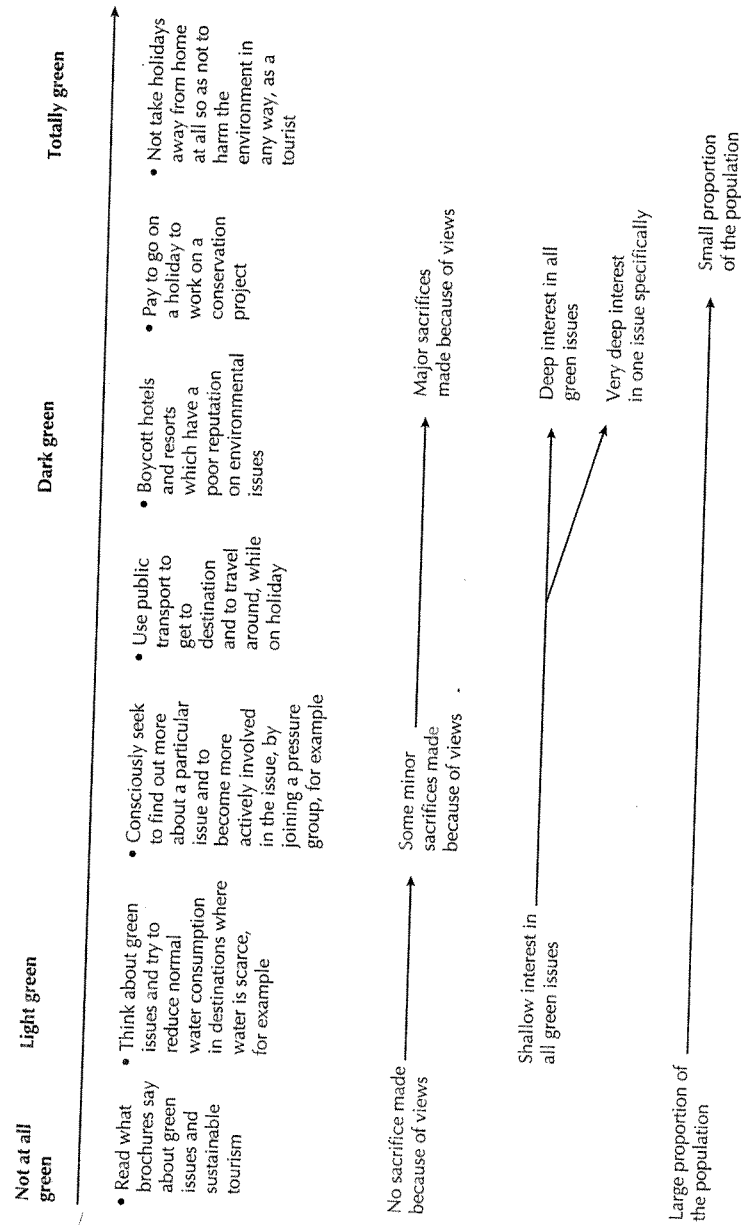 Not at all
green
Light green
Dark green
Totally green
• Read what
brochures say
about green
issues and
sustainable
tourism
• Think about green
issues and try to
reduce normal
water consumption
in destinations where
water is scarce,
for example
• Consciously seek
to find out more
about a particular
issue and to
become more
actively involved
in the issue, by
joining a pressure
group, for example
• Use public
transport to
get to
destination
and to travel
around, while
on holiday
• Boycott hotels
and resorts
which have a
poor reputation
on environmental
issues
• Pay to go on
a holiday to
work on a
conservation
project
• Not take holidays
away from home
at all so as not to
harm the
environment in
any way, as a
tourist
No sacrifice made
because of views
Some minor
sacrifices made
because of views
Major sacrifices
made because of views
Shallow interest in
all green issues
Deep interest in all
green issues
Very deep interest
in one issue specifically
Large proportion of
the population
Small proportion
of the population